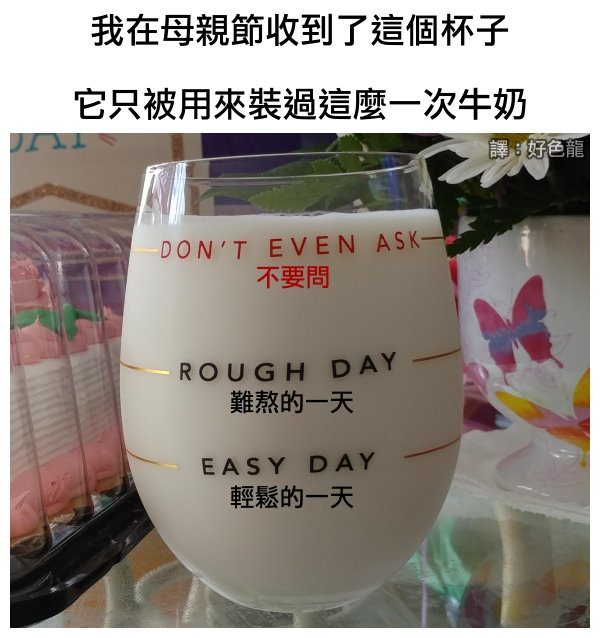 我在母親節收到了這個杯子
它只被用來裝過這麼一次牛奶
譯：好色龍
DAY
DON'T EVEN ASK
不要問
ROUGH DAY
難熬的一天
EASY DAY
輕鬆的一天